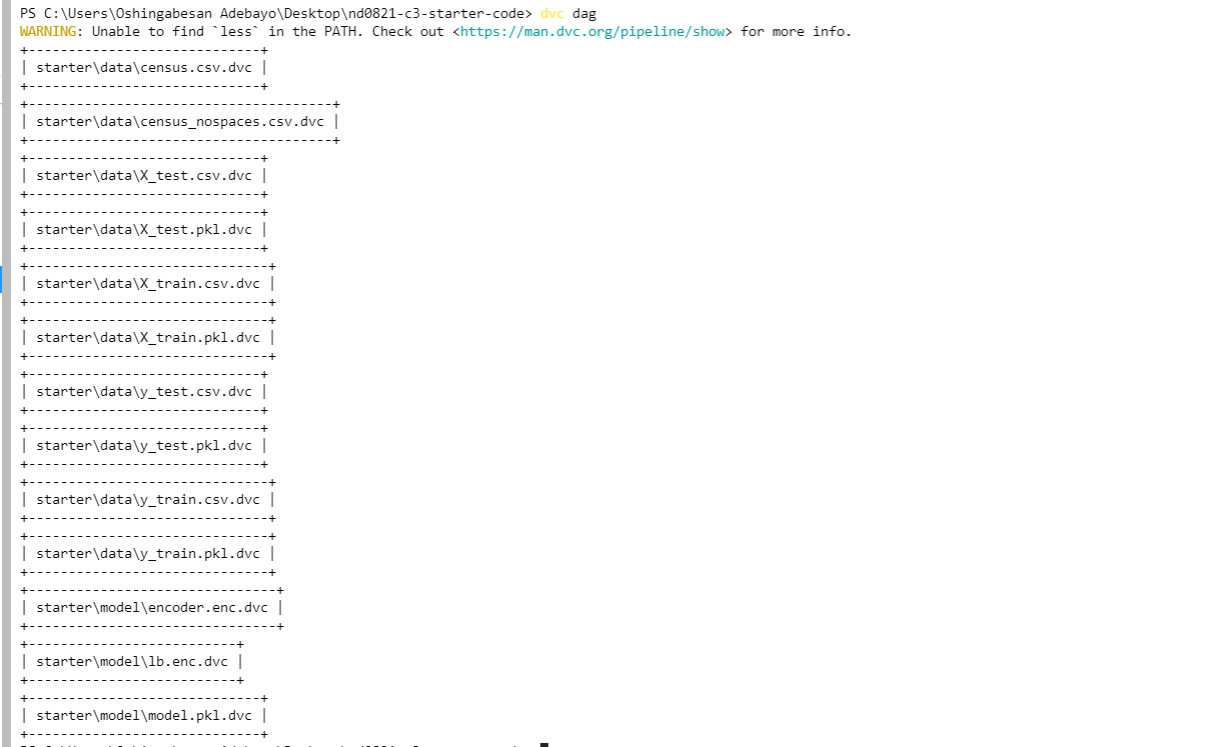 PS C:\Users\Oshingabesan Adebayo\Desktop\nd0821-c3-starter-code> dvc dag
WARNING: Unable to find `less` in the PATH. Check out <https://man.dvc.org/pipeline/show> for more info.
+-----------------------------+
| starter\data\census.csv.dvc |
+-----------------------------+
+--------------------------------------+
| starter\data\census_nospaces.csv.dvc |
+--------------------------------------+
+-----------------------------+
| starter\data\X_test.csv.dvc |
+-----------------------------+
+-----------------------------+
| starter\data\X_test.pkl.dvc |
+-----------------------------+
+------------------------------+
| starter\data\X_train.csv.dvc |
+------------------------------+
+------------------------------+
| starter\data\X_train.pkl.dvc |
+------------------------------+
+-----------------------------+
| starter\data\y_test.csv.dvc |
+-----------------------------+
+-----------------------------+
| starter\data\y_test.pkl.dvc |
+-----------------------------+
+------------------------------+
| starter\data\y_train.csv.dvc |
+------------------------------+
+------------------------------+
| starter\data\y_train.pkl.dvc |
+------------------------------+
+-------------------------------+
| starter\model\encoder.enc.dvc |
+-------------------------------+
+--------------------------+
| starter\model\lb.enc.dvc |
+--------------------------+
+-----------------------------+
| starter\model\model.pkl.dvc |
+-----------------------------+